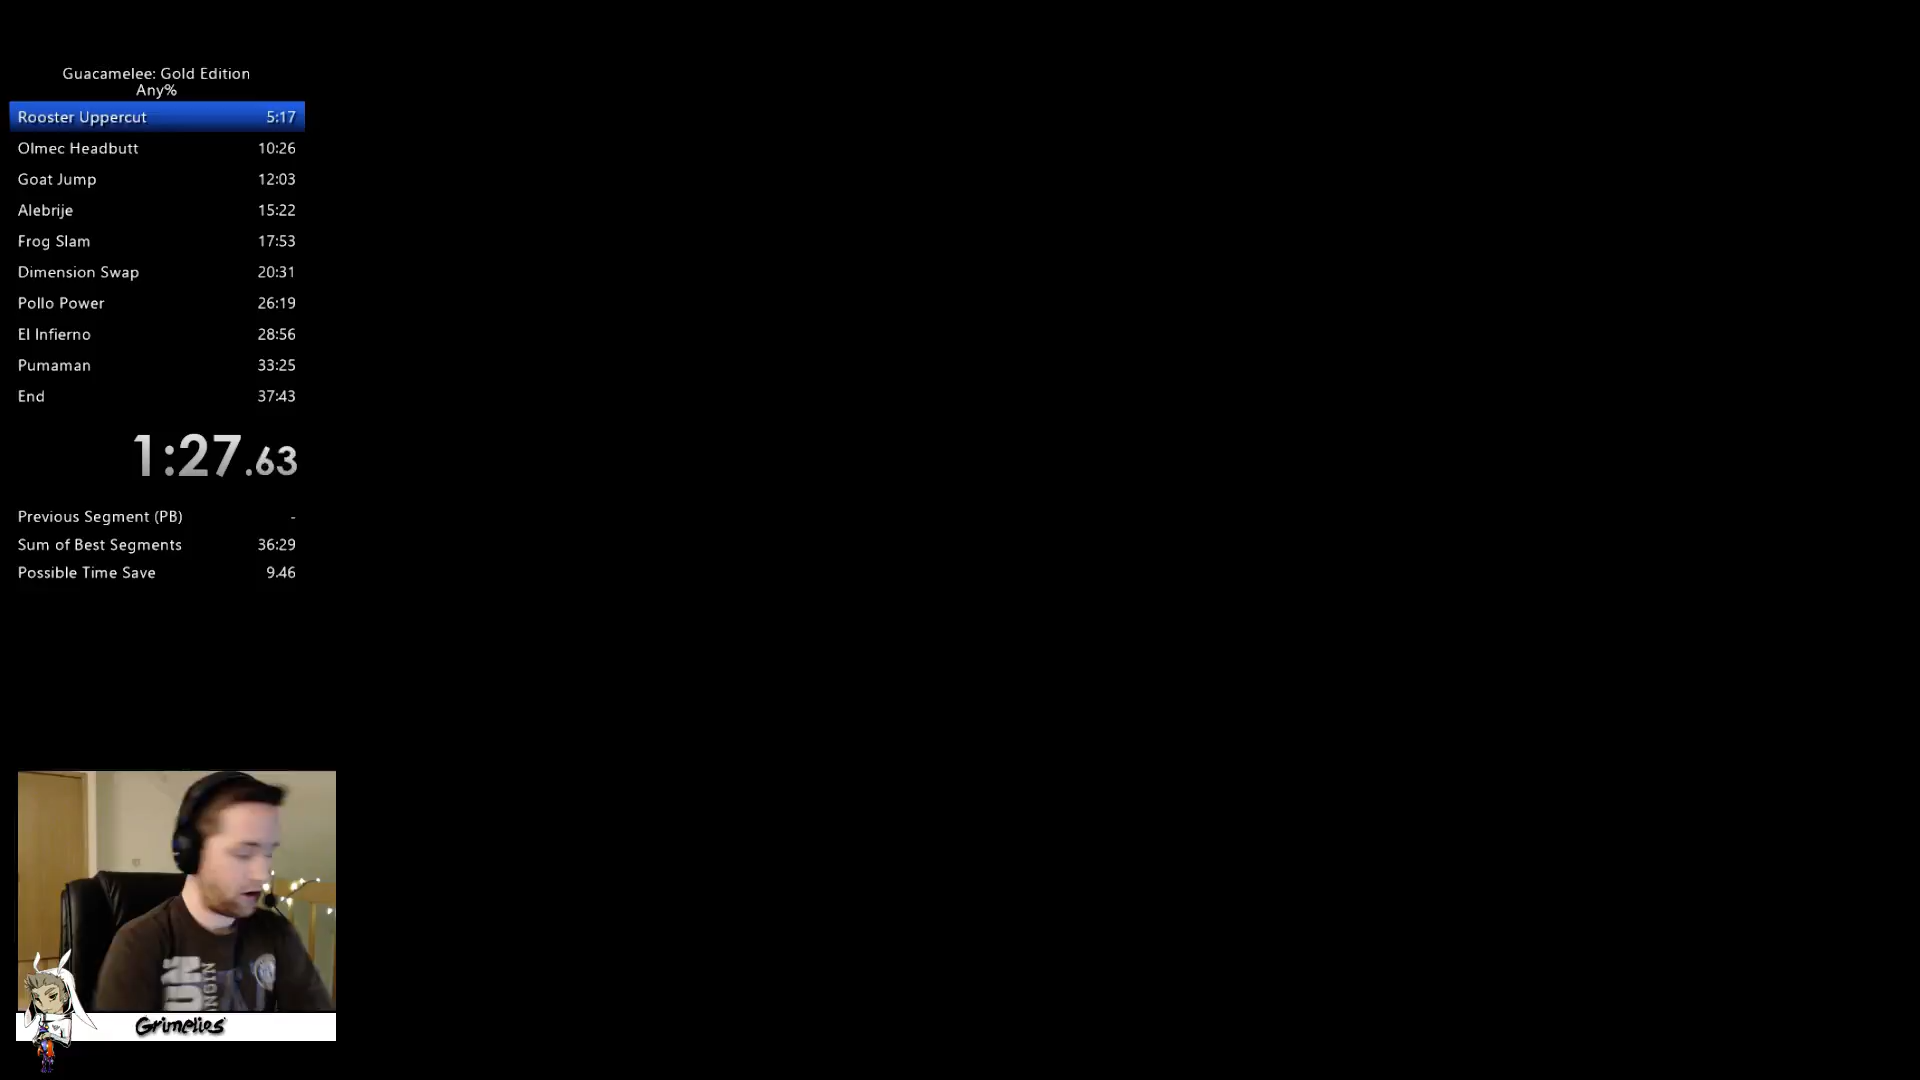 Guacamelee: Gold Edition
Any%
Rooster Uppercut 5:17
Olmec Headbutt 10:26
Goat Jump 12:03
Alebrije 15:22
Frog Slam 17:53
Dimension Swap 20:31
Pollo Power 26:19
El Infierno 28:56
Pumaman 33:25
End 37:43
1:27.63
Previous Segment (PB) -
Sum of Best Segments 36:29
Possible Time Save 9.46
Grimelies